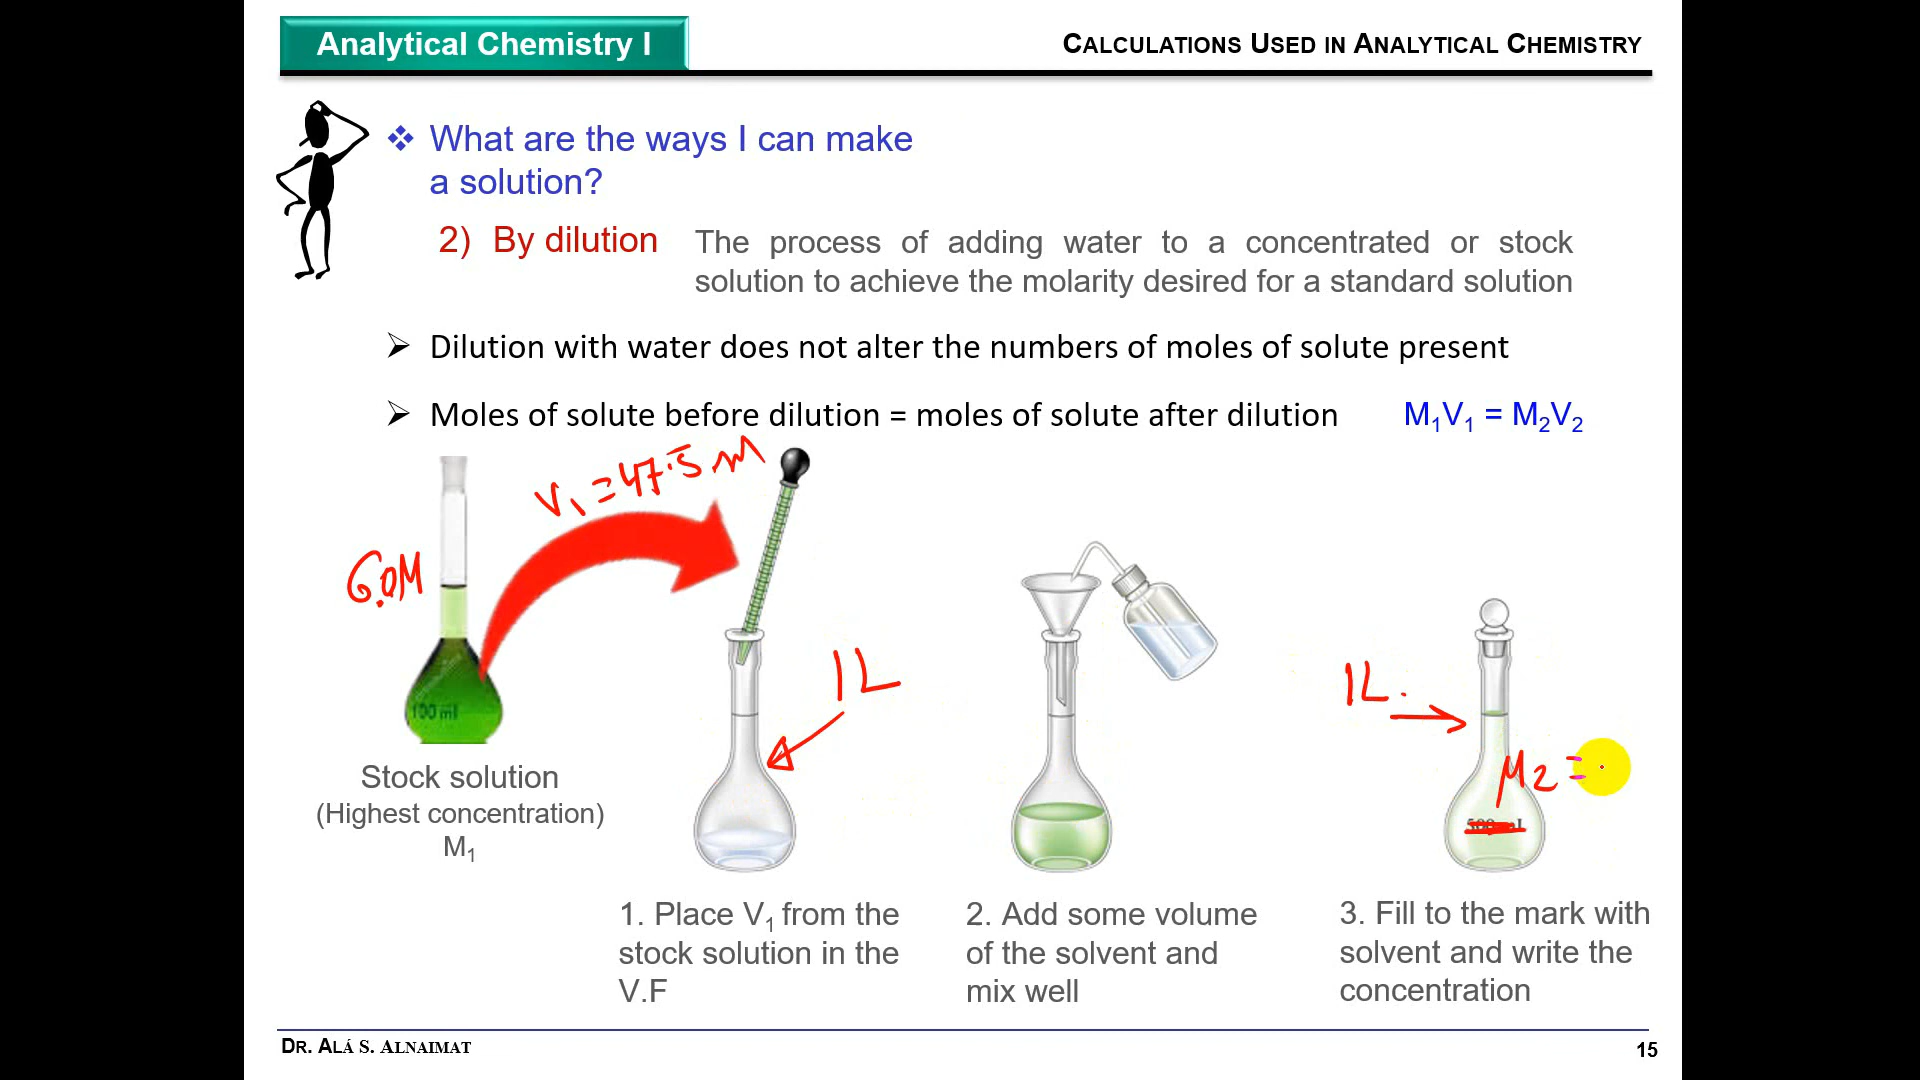 Analytical Chemistry I
CALCULATIONS USED IN ANALYTICAL CHEMISTRY
❖ What are the ways I can make
a solution?
2) By dilution
The process of adding water to a concentrated or stock
solution to achieve the molarity desired for a standard solution
➢ Dilution with water does not alter the numbers of moles of solute present
➢ Moles of solute before dilution = moles of solute after dilution
M₁V₁ = M₂V₂
V₁ = 47.5 m
6.0M
1L
1L.
M2 =
100 ml
Stock solution
(Highest concentration)
M₁
1. Place V₁ from the
stock solution in the
V.F
2. Add some volume
of the solvent and
mix well
3. Fill to the mark with
solvent and write the
concentration
DR. ALÁ S. ALNAIMAT
15